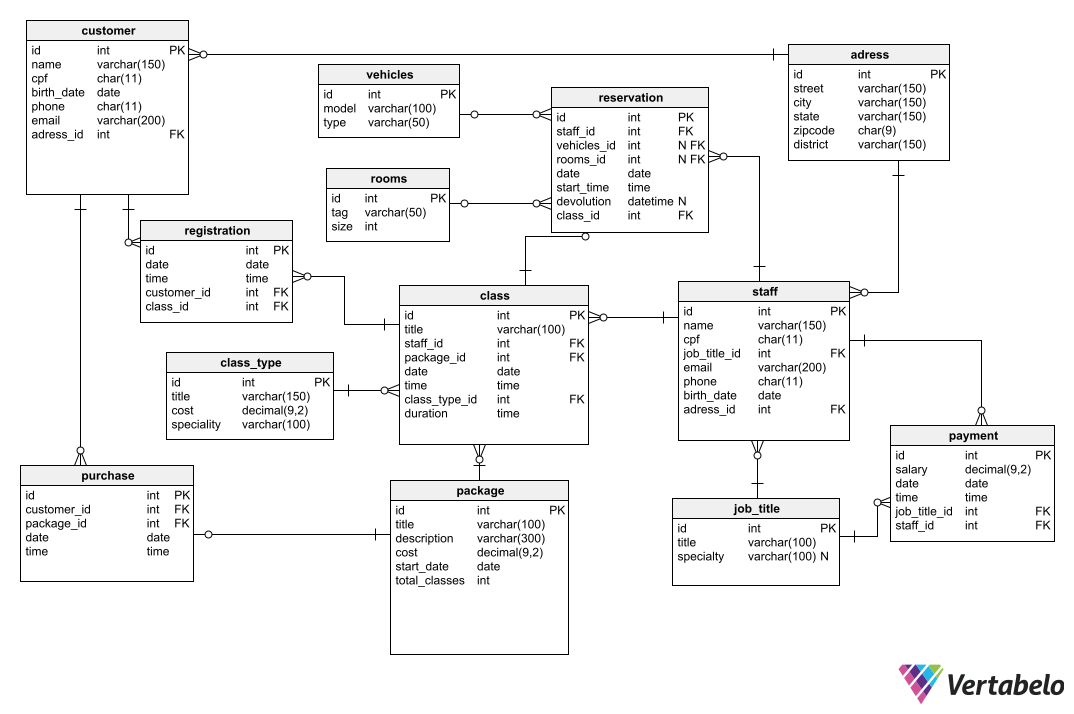 customer
id int PK
name varchar(150)
cpf char(11)
birth_date date
phone char(11)
email varchar(200)
adress_id int FK
adress
id int PK
street varchar(150)
city varchar(150)
state varchar(150)
zipcode char(9)
district varchar(150)
vehicles
id int PK
model varchar(100)
type varchar(50)
reservation
id int PK
staff_id int FK
vehicles_id int N FK
rooms_id int N FK
date date
start_time time
devolution datetime N
class_id int FK
rooms
id int PK
tag varchar(50)
size int
registration
id int PK
date date
time time
customer_id int FK
class_id int FK
class
id int PK
title varchar(100)
staff_id int FK
package_id int FK
date date
time time
class_type_id int FK
duration time
staff
id int PK
name varchar(150)
cpf char(11)
job_title_id int FK
email varchar(200)
phone char(11)
birth_date date
adress_id int FK
class_type
id int PK
title varchar(150)
cost decimal(9,2)
speciality varchar(100)
payment
id int PK
salary decimal(9,2)
date date
time time
job_title_id int FK
staff_id int FK
purchase
id int PK
customer_id int FK
package_id int FK
date date
time time
package
id int PK
title varchar(100)
description varchar(300)
cost decimal(9,2)
start_date date
total_classes int
job_title
id int PK
title varchar(100)
specialty varchar(100) N
Vertabelo